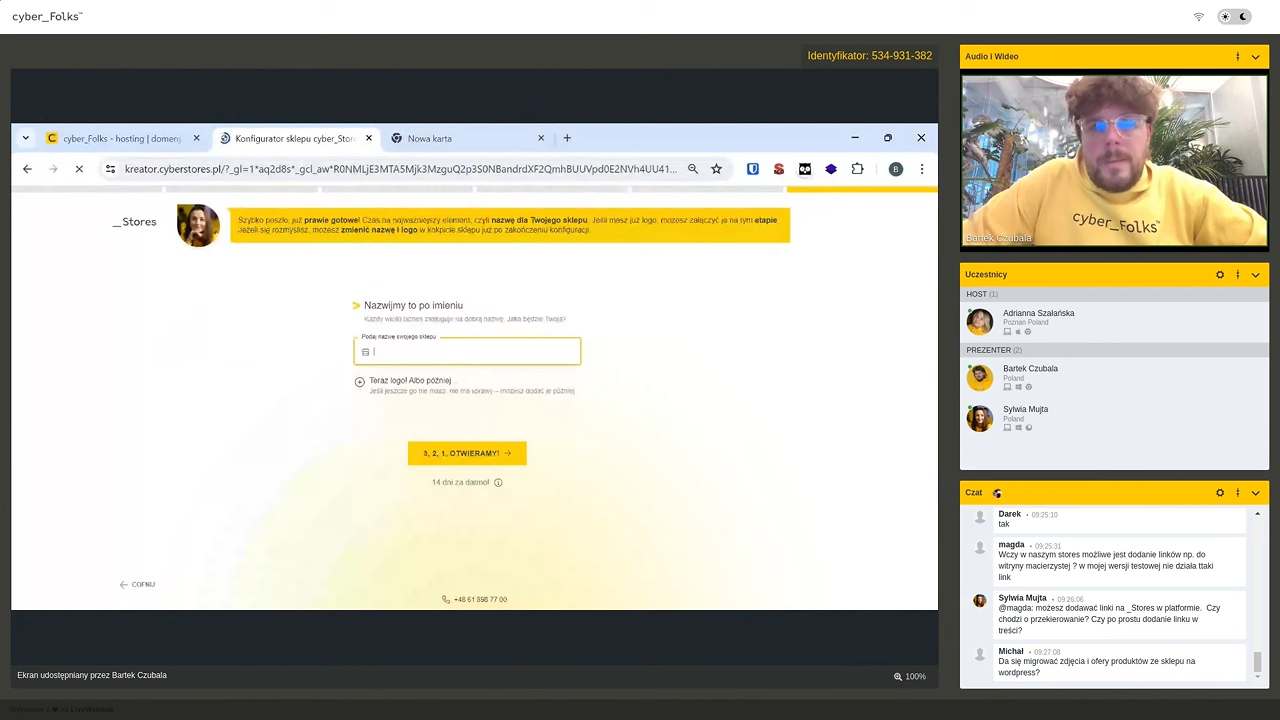 cyber_Folks™
Identyfikator: 534-931-382
cyber_Folks - hosting | domeny
Konfigurator sklepu cyber_Stor
Nowa karta
kreator.cyberstores.pl/?_gl=1*aq2d8s*_gcl_aw*R0NMLjE3MTA5Mjk3MzguQ2p3S0NBandrdXF2QmhBUUVpd0E2NVh4UU41...
B
_Stores
Szybko poszło, już prawie gotowe! Czas na najważniejszy element, czyli nazwę dla Twojego sklepu. Jeśli masz już logo, możesz załączyć je na tym etapie.
Jeżeli się rozmyślisz, możesz zmienić nazwę i logo w kokpicie sklepu już po zakończeniu konfiguracji.
Nazwijmy to po imieniu
Każdy wielki biznes zasługuje na dobrą nazwę. Jaka będzie Twoja?
Podaj nazwę swojego sklepu
Teraz logo! Albo później
Jeśli jeszcze go nie masz, nie ma sprawy – możesz dodać je później
3, 2, 1, OTWIERAMY!
14 dni za darmo!
COFNIJ
+48 61 598 77 00
Ekran udostępniany przez Bartek Czubala
100%
LiveWebinar
Audio i Wideo
cyber_Folks™
Bartek Czubala
Uczestnicy
HOST (1)
Adrianna Szałańska
Poznan Poland
PREZENTER (2)
Bartek Czubala
Poland
Sylwia Mujta
Poland
Czat
Darek • 09:25:10
tak
magda • 09:25:31
Wczy w naszym stores możliwe jest dodanie linków np. do
witryny macierzystej ? w mojej wersji testowej nie działa ttaki
link
Sylwia Mujta • 09:26:06
@magda: możesz dodawać linki na _Stores w platformie. Czy
chodzi o przekierowanie? Czy po prostu dodanie linku w
treści?
Michał • 09:27:08
Da się migrować zdjęcia i ofery produktów ze sklepu na
wordpress?